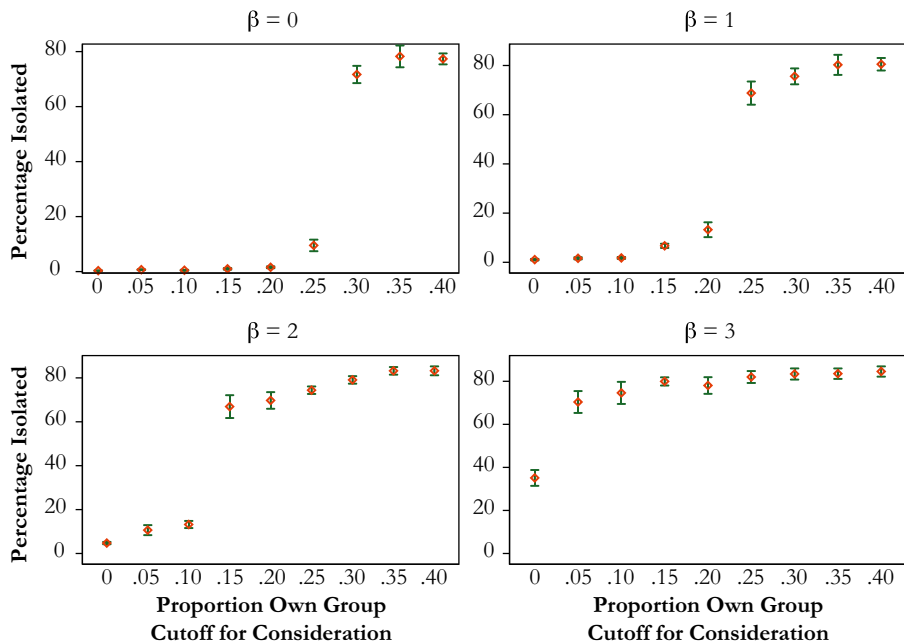 β = 0
β = 1
Percentage Isolated
80
60
40
20
0
0 .05 .10 .15 .20 .25 .30 .35 .40
80
60
40
20
0
0 .05 .10 .15 .20 .25 .30 .35 .40
β = 2
β = 3
Percentage Isolated
80
60
40
20
0
0 .05 .10 .15 .20 .25 .30 .35 .40
Proportion Own Group
Cutoff for Consideration
80
60
40
20
0
0 .05 .10 .15 .20 .25 .30 .35 .40
Proportion Own Group
Cutoff for Consideration